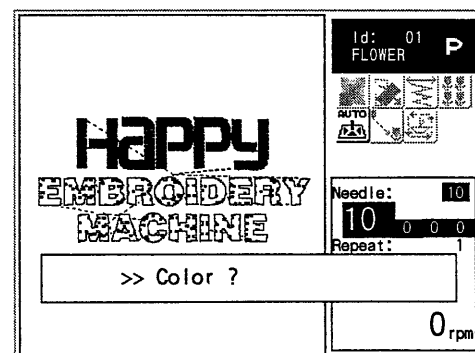 Id: 01
FLOWER P
AUTO
HaPPy
EMBROIDERY
MACHINE
Needle: 10
10 0 0 0
Repeat: 1
>> Color ?
0rpm